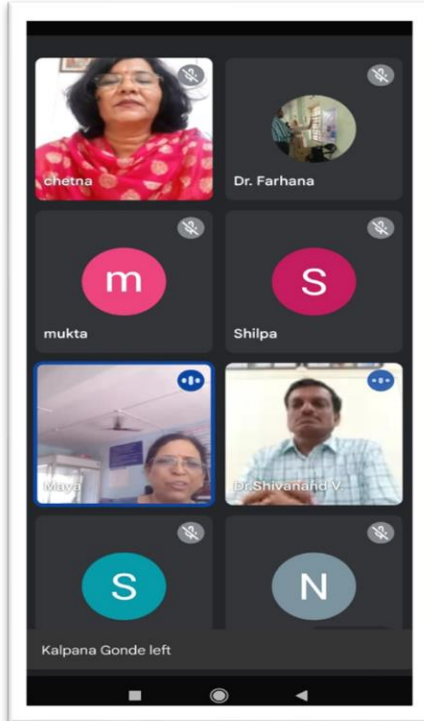 chetna
Dr. Farhana
m
mukta
S
Shilpa
Maya
Dr.Shivanand V
S
N
Kalpana Gonde left